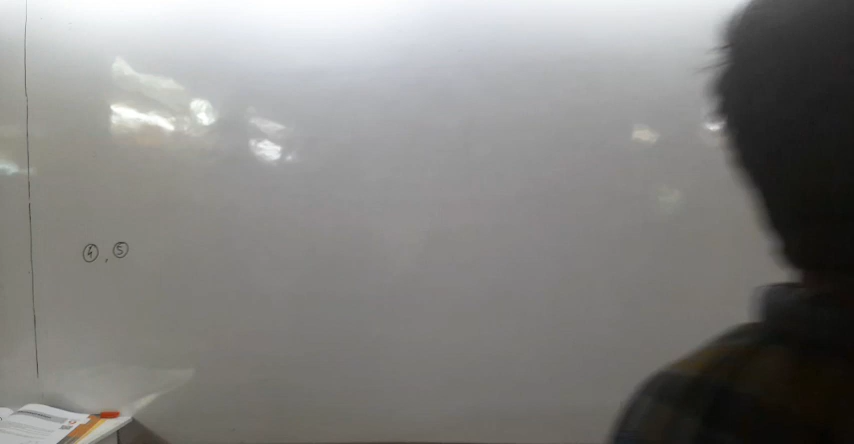 ④, ⑤